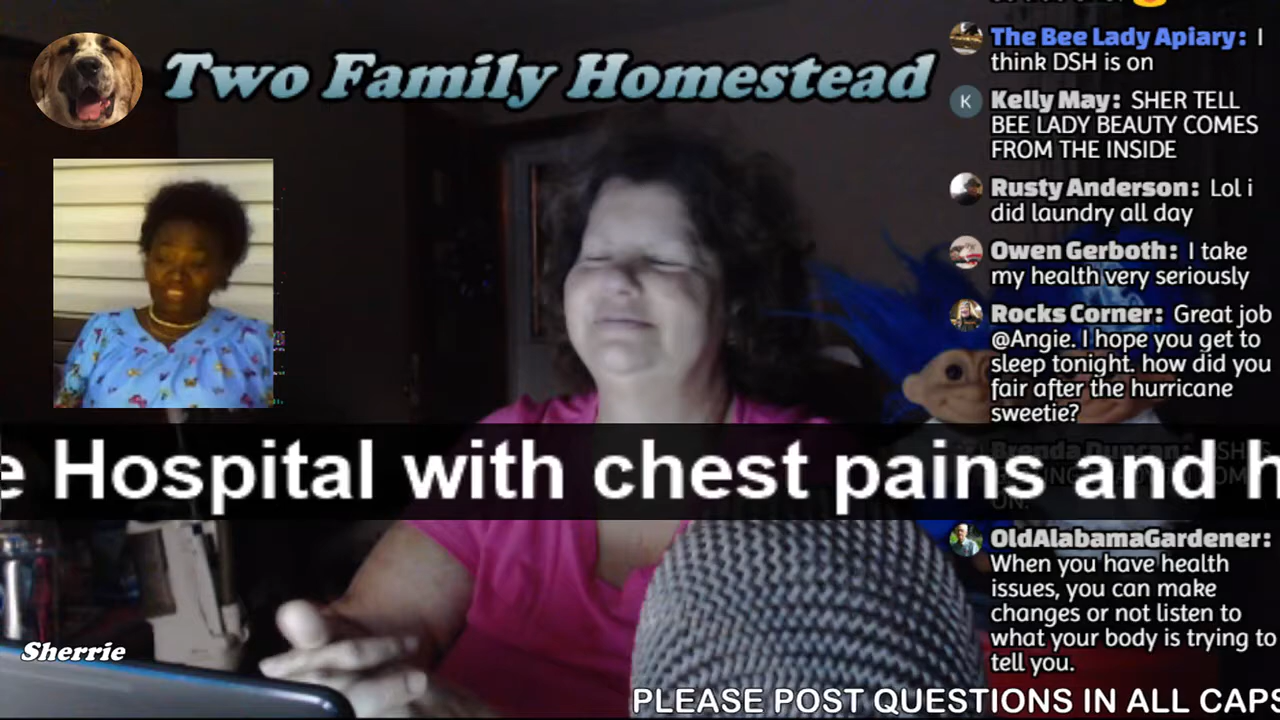 Two Family Homestead
The Bee Lady Apiary: I
think DSH is on
Kelly May: SHER TELL
BEE LADY BEAUTY COMES
FROM THE INSIDE
Rusty Anderson: Lol i
did laundry all day
Owen Gerboth: I take
my health very seriously
Rocks Corner: Great job
@Angie. I hope you get to
sleep tonight. how did you
fair after the hurricane
sweetie?
e Hospital with chest pains and h
Brenda Duncan:
ON.
OldAlabamaGardener:
When you have health
issues, you can make
changes or not listen to
what your body is trying to
tell you.
K
Sherrie
PLEASE POST QUESTIONS IN ALL CAPS